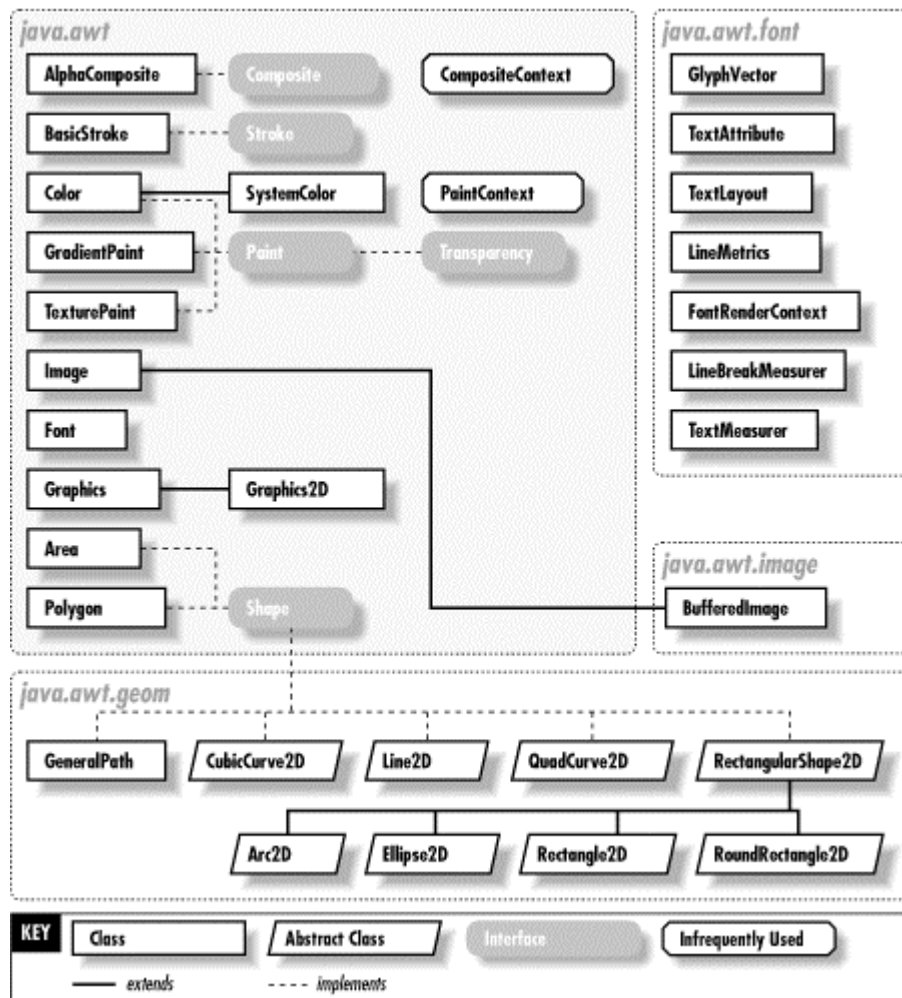 java.awt
AlphaComposite
Composite
CompositeContext
BasicStroke
Stroke
Color
SystemColor
PaintContext
GradientPaint
Paint
Transparency
TexturePaint
Image
Font
Graphics
Graphics2D
Area
Polygon
Shape
java.awt.font
GlyphVector
TextAttribute
TextLayout
LineMetrics
FontRenderContext
LineBreakMeasurer
TextMeasurer
java.awt.image
BufferedImage
java.awt.geom
GeneralPath
CubicCurve2D
Line2D
QuadCurve2D
RectangularShape2D
Arc2D
Ellipse2D
Rectangle2D
RoundRectangle2D
KEY
Class
Abstract Class
Interface
Infrequently Used
extends
implements